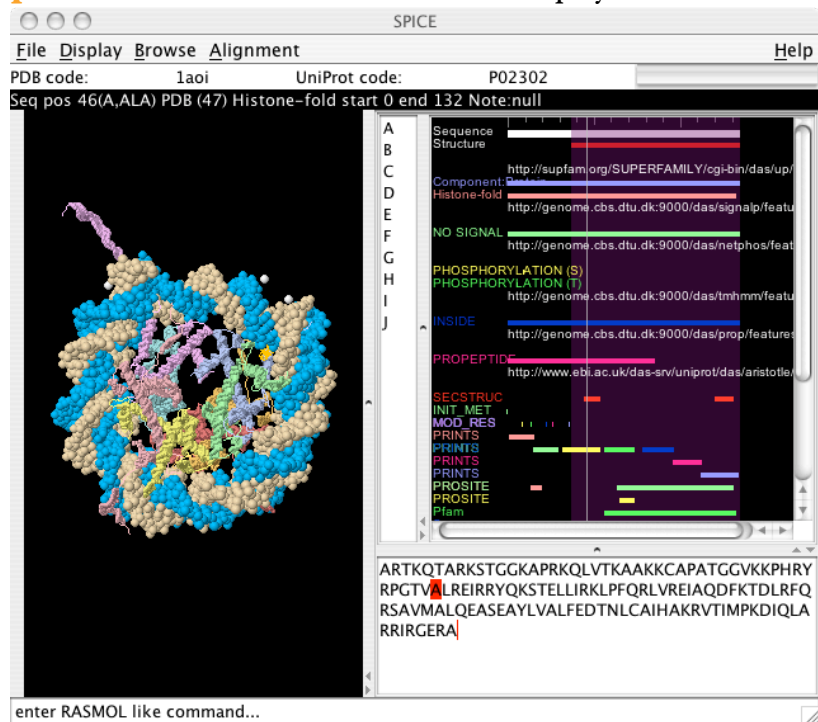 SPICE
File Display Browse Alignment Help
PDB code: 1aoi UniProt code: P02302
Seq pos 46(A,ALA) PDB (47) Histone-fold start 0 end 132 Note:null
A
B
C
D
E
F
G
H
I
J
Sequence
Structure
http://supfam.org/SUPERFAMILY/cgi-bin/das/up/
Component:Protein
Histone-fold
http://genome.cbs.dtu.dk:9000/das/signalp/featu
NO SIGNAL
http://genome.cbs.dtu.dk:9000/das/netphos/feat
PHOSPHORYLATION (S)
PHOSPHORYLATION (T)
http://genome.cbs.dtu.dk:9000/das/tmhmm/featu
INSIDE
http://genome.cbs.dtu.dk:9000/das/prop/features
PROPEPTIDE
http://www.ebi.ac.uk/das-srv/uniprot/das/aristotle/
SECSTRUC
INIT_MET
MOD_RES
PRINTS
PRINTS
PRINTS
PRINTS
PROSITE
PROSITE
Pfam
ARTKQTARKSTGGKAPRKQLVTKAAKKCAPATGGVKKPHRY
RPGTVALREIRRYQKSTELLIRKLPFQRLVREIAQDFKTDLRFQ
RSAVMALQEASEAYLVALFEDTNLCAIHAKRVTIMPKDIQLA
RRIRGERA
enter RASMOL like command...